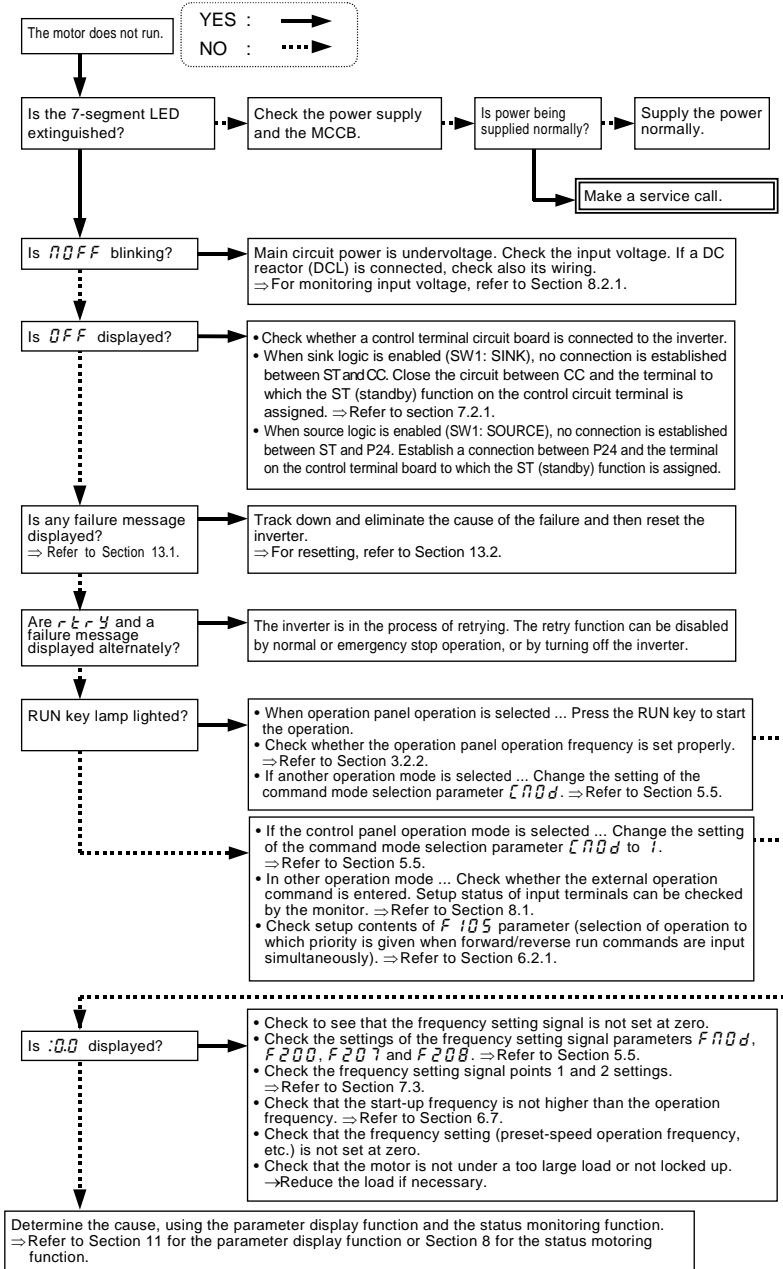 The motor does not run.
YES :
NO :
Is the 7-segment LED
extinguished?
Check the power supply
and the MCCB.
Is power being
supplied normally?
Supply the power
normally.
Make a service call.
Is MOFF blinking?
Main circuit power is undervoltage. Check the input voltage. If a DC
reactor (DCL) is connected, check also its wiring.
⇒ For monitoring input voltage, refer to Section 8.2.1.
Is OFF displayed?
• Check whether a control terminal circuit board is connected to the inverter.
• When sink logic is enabled (SW1: SINK), no connection is established
between ST and CC. Close the circuit between CC and the terminal to
which the ST (standby) function on the control circuit terminal is
assigned. ⇒ Refer to section 7.2.1.
• When source logic is enabled (SW1: SOURCE), no connection is established
between ST and P24. Establish a connection between P24 and the terminal
on the control terminal board to which the ST (standby) function is assigned.
Is any failure message
displayed?
⇒ Refer to Section 13.1.
Track down and eliminate the cause of the failure and then reset the
inverter.
⇒ For resetting, refer to Section 13.2.
Are rtry and a
failure message
displayed alternately?
The inverter is in the process of retrying. The retry function can be disabled
by normal or emergency stop operation, or by turning off the inverter.
RUN key lamp lighted?
• When operation panel operation is selected ... Press the RUN key to start
the operation.
• Check whether the operation panel operation frequency is set properly.
⇒ Refer to Section 3.2.2.
• If another operation mode is selected ... Change the setting of the
command mode selection parameter CMOd. ⇒ Refer to Section 5.5.
• If the control panel operation mode is selected ... Change the setting
of the command mode selection parameter CMOd to 1.
⇒ Refer to Section 5.5.
• In other operation mode ... Check whether the external operation
command is entered. Setup status of input terminals can be checked
by the monitor. ⇒ Refer to Section 8.1.
• Check setup contents of F105 parameter (selection of operation to
which priority is given when forward/reverse run commands are input
simultaneously). ⇒ Refer to Section 6.2.1.
Is :0.0 displayed?
• Check to see that the frequency setting signal is not set at zero.
• Check the settings of the frequency setting signal parameters FMOd,
F200, F207 and F208. ⇒ Refer to Section 5.5.
• Check the frequency setting signal points 1 and 2 settings.
⇒ Refer to Section 7.3.
• Check that the start-up frequency is not higher than the operation
frequency. ⇒ Refer to Section 6.7.
• Check that the frequency setting (preset-speed operation frequency,
etc.) is not set at zero.
• Check that the motor is not under a too large load or not locked up.
→Reduce the load if necessary.
Determine the cause, using the parameter display function and the status monitoring function.
⇒ Refer to Section 11 for the parameter display function or Section 8 for the status motoring
function.